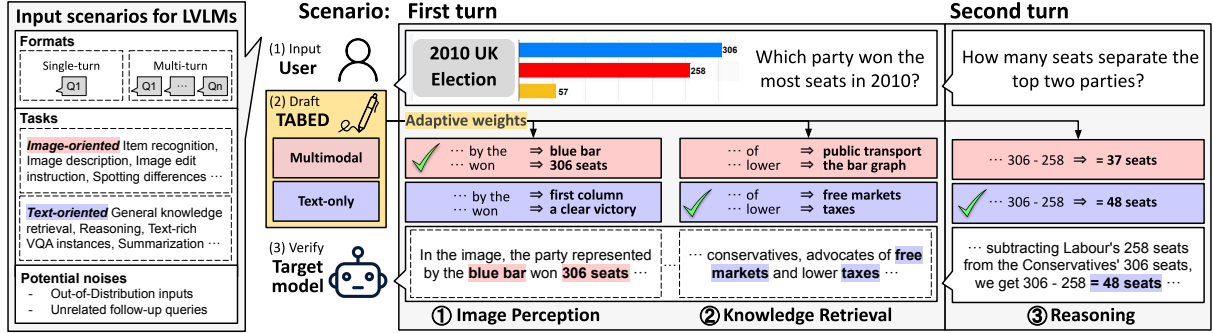 Input scenarios for LVLMs
Formats
Single-turn
Multi-turn
Q1
Q1 ··· Qn
Tasks
Image-oriented Item recognition,
Image description, Image edit
instruction, Spotting differences ···
Text-oriented General knowledge
retrieval, Reasoning, Text-rich
VQA instances, Summarization ···
Potential noises
- Out-of-Distribution inputs
- Unrelated follow-up queries
Scenario:
First turn
Second turn
(1) Input
User
2010 UK
Election
306
258
57
Which party won the
most seats in 2010?
How many seats separate the
top two parties?
(2) Draft
TABED
Adaptive weights
Multimodal
··· by the ⇒ blue bar
··· won ⇒ 306 seats
··· of ⇒ public transport
··· lower ⇒ the bar graph
··· 306 - 258 ⇒ = 37 seats
Text-only
··· by the ⇒ first column
··· won ⇒ a clear victory
··· of ⇒ free markets
··· lower ⇒ taxes
··· 306 - 258 ⇒ = 48 seats
(3) Verify
Target
model
In the image, the party represented
by the blue bar won 306 seats ···
···
··· conservatives, advocates of free
markets and lower taxes ···
··· subtracting Labour's 258 seats
from the Conservatives' 306 seats,
we get 306 - 258 = 48 seats ···
① Image Perception
② Knowledge Retrieval
③ Reasoning